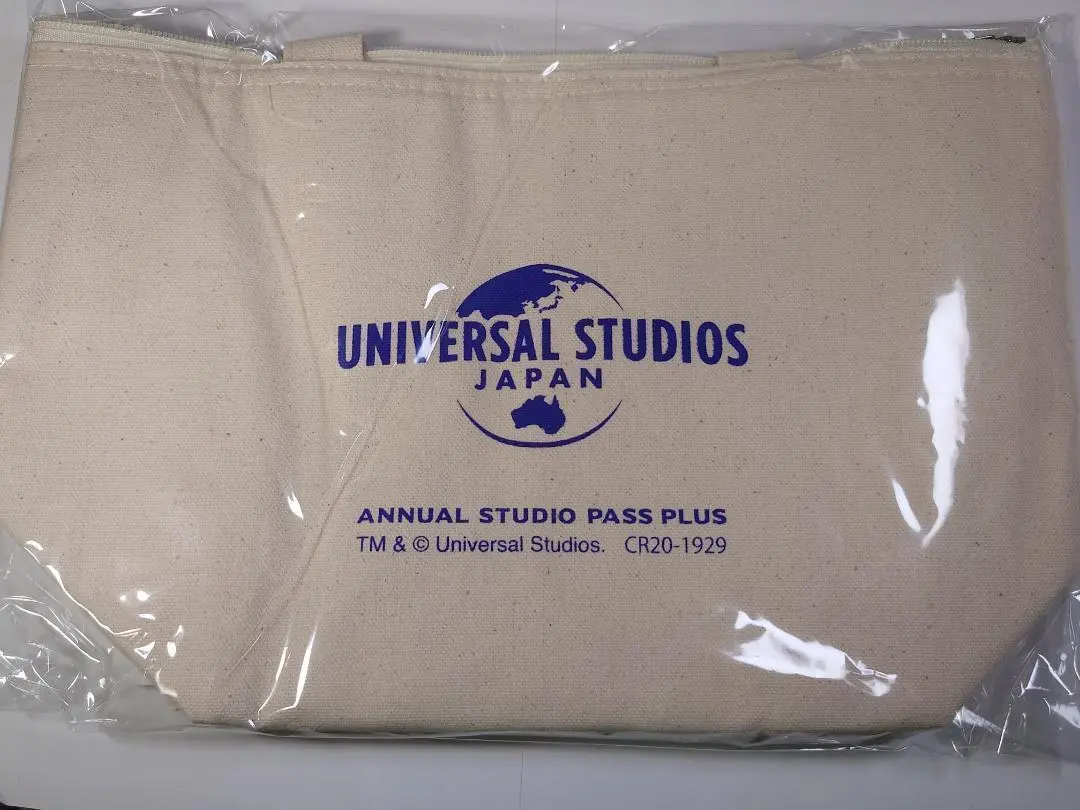 UNIVERSAL STUDIOS
JAPAN
ANNUAL STUDIO PASS PLUS
TM & © Universal Studios. CR20-1929